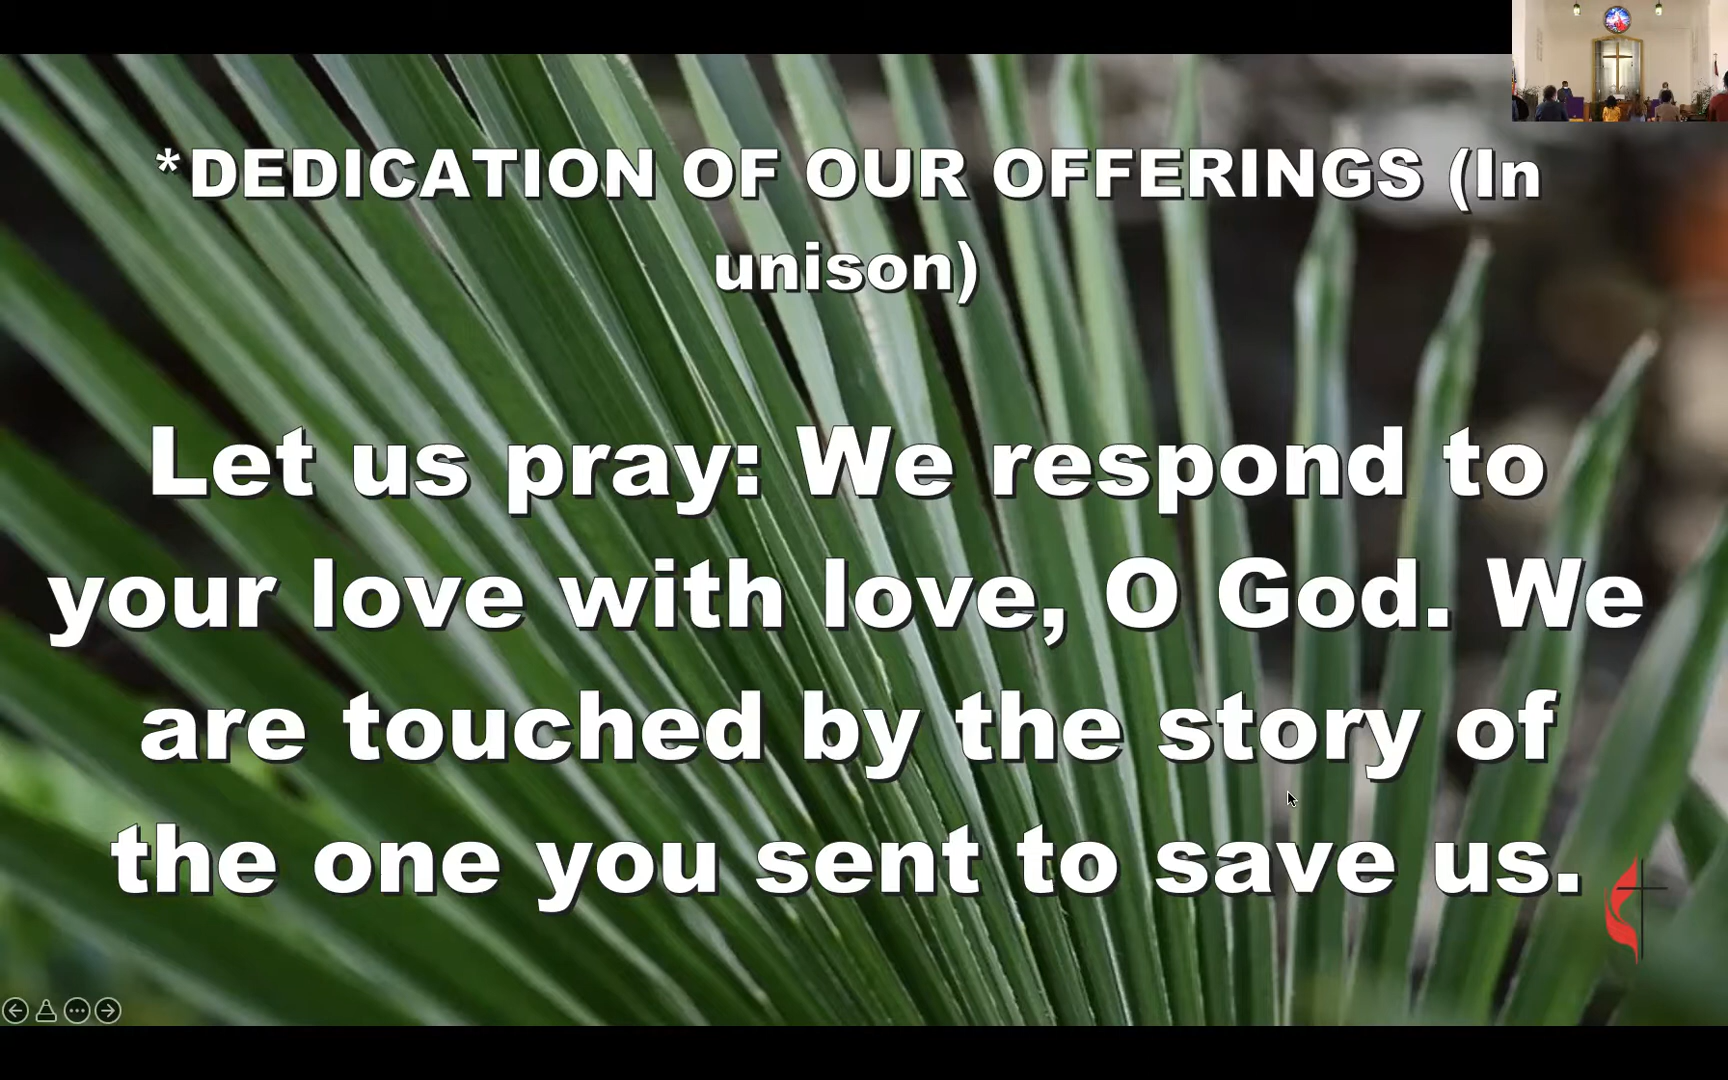 *DEDICATION OF OUR OFFERINGS (In
unison)
Let us pray: We respond to
your love with love, O God. We
are touched by the story of
the one you sent to save us.